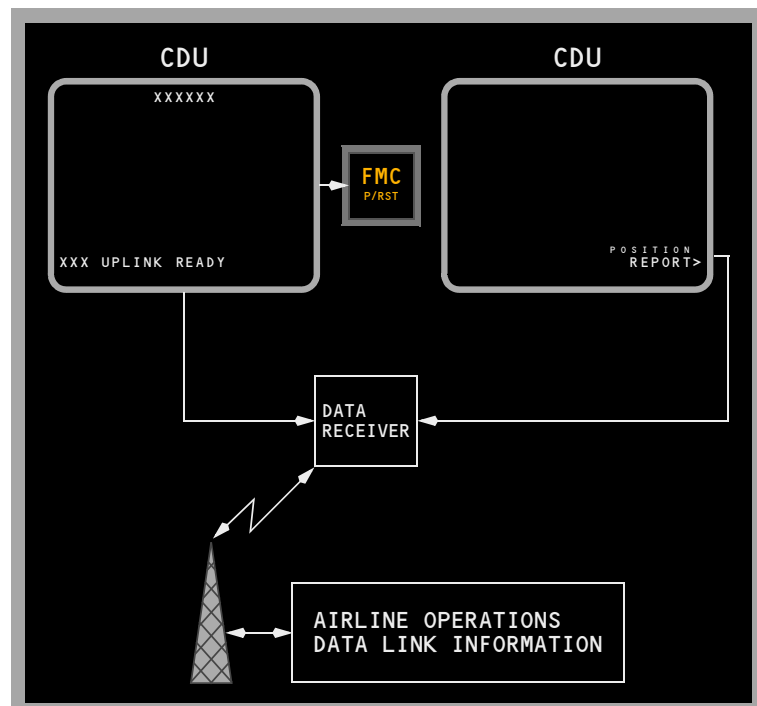 CDU
CDU
XXXXXX
FMC
P/RST
POSITION
XXX UPLINK READY
REPORT>
DATA
RECEIVER
AIRLINE OPERATIONS
DATA LINK INFORMATION